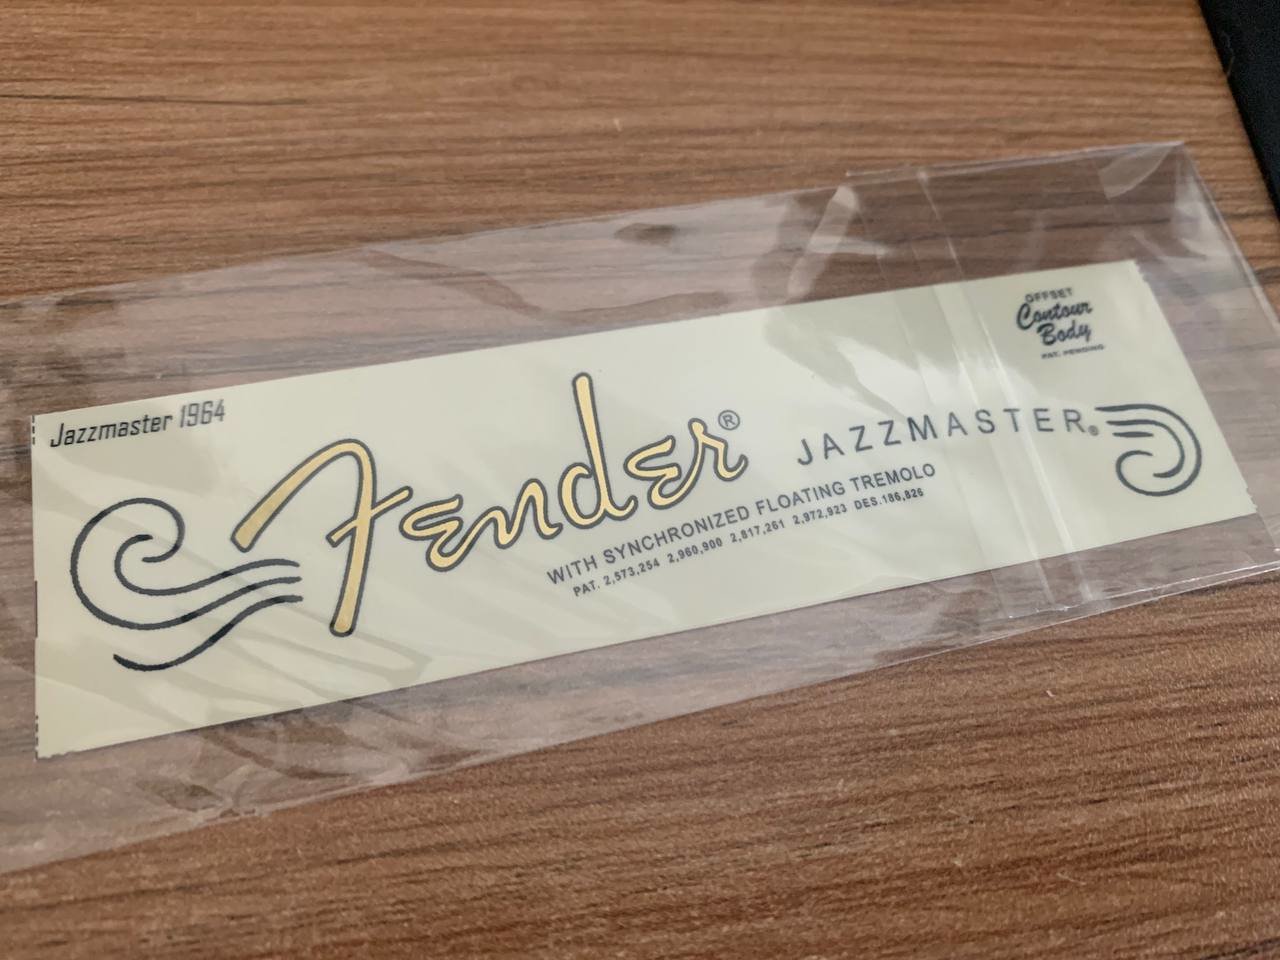 Jazzmaster 1964
OFFSET
Contour
Body
PAT. PENDING
Fender®
JAZZMASTER®
WITH SYNCHRONIZED FLOATING TREMOLO
PAT. 2,573,254 2,960,900 2,817,261 2,972,923 DES.186,826